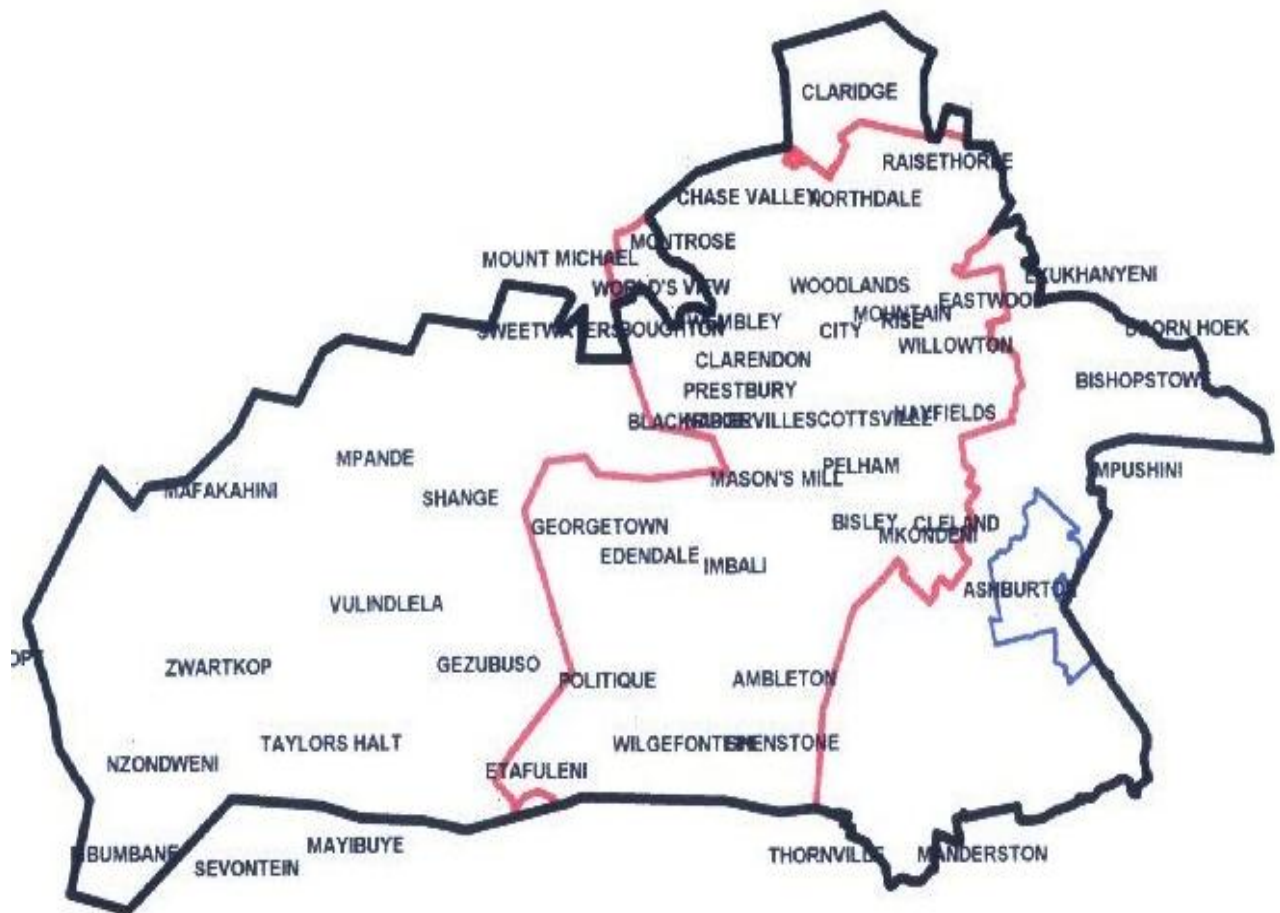 CLARIDGE
RAISETHORPE
CHASE VALLEY
NORTHDALE
MONTROSE
MOUNT MICHAEL
EKUKHANYENI
WORLD'S VIEW
WOODLANDS
EASTWOOD
MOUNTAIN
RISE
SWEETWATERS
BOUGHTON
WEMBLEY
CITY
DOORN HOEK
WILLOWTON
CLARENDON
BISHOPSTOWE
PRESTBURY
NAPIERVILLE
SCOTTSVILLE
HAYFIELDS
MPANDE
PELHAM
MPUSHINI
MASON'S MILL
MAFAKAHINI
SHANGE
GEORGETOWN
BISLEY
CLELAND
MKONDENI
EDENDALE
IMBALI
ASHBURTON
VULINDLELA
ZWARTKOP
GEZUBUSO
POLITIQUE
AMBLETON
TAYLORS HALT
WILGEFONTEIN
SHENSTONE
NZONDWENI
ETAFULENI
MAYIBUYE
SEVONTEIN
THORNVILLE
MANDERSTON